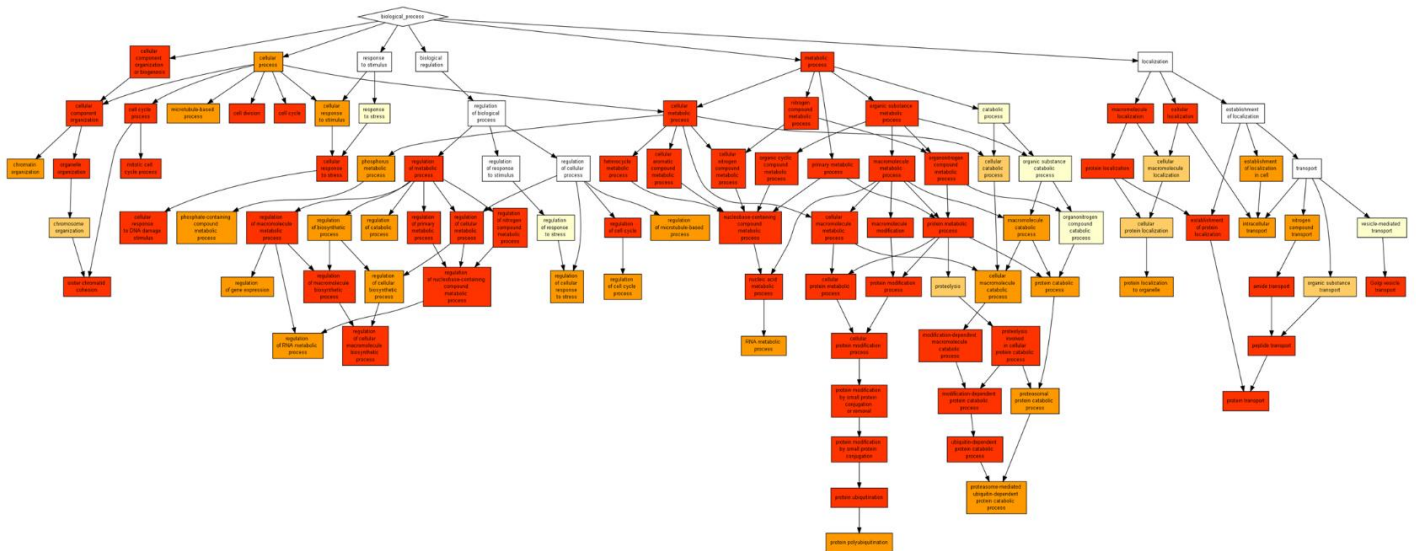 biological_process
cellular
component
organization
or biogenesis
cellular
process
response
to stimulus
biological
regulation
metabolic
process
localization
cellular
component
organization
cell cycle
process
microtubule-based
process
cell division
cell cycle
cellular
response
to stimulus
response
to stress
regulation
of biological
process
cellular
metabolic
process
nitrogen
compound
metabolic
process
organic substance
metabolic
process
catabolic
process
macromolecule
localization
cellular
localization
establishment
of localization
chromatin
organization
organelle
organization
mitotic cell
cycle process
cellular
response
to stress
phosphorus
metabolic
process
regulation
of metabolic
process
regulation
of response
to stimulus
regulation
of cellular
process
heterocycle
metabolic
process
cellular
aromatic
compound
metabolic
process
cellular
nitrogen
compound
metabolic
process
organic cyclic
compound
metabolic
process
primary metabolic
process
macromolecule
metabolic
process
organonitrogen
compound
metabolic
process
cellular
catabolic
process
organic substance
catabolic
process
protein localization
cellular
macromolecule
localization
establishment
of localization
in cell
transport
chromosome
organization
cellular
response
to DNA damage
stimulus
phosphate-containing
compound
metabolic
process
regulation
of macromolecule
metabolic
process
regulation
of biosynthetic
process
regulation
of catabolic
process
regulation
of primary
metabolic
process
regulation
of cellular
metabolic
process
regulation
of nitrogen
compound
metabolic
process
regulation
of response
to stress
regulation
of cell cycle
regulation
of microtubule-based
process
nucleobase-containing
compound
metabolic
process
cellular
macromolecule
metabolic
process
macromolecule
modification
protein metabolic
process
macromolecule
catabolic
process
organonitrogen
compound
catabolic
process
cellular
protein localization
establishment
of protein
localization
intracellular
transport
nitrogen
compound
transport
vesicle-mediated
transport
sister chromatid
cohesion
regulation
of gene expression
regulation
of macromolecule
biosynthetic
process
regulation
of cellular
biosynthetic
process
regulation
of nucleobase-containing
compound
metabolic
process
regulation
of cellular
response
to stress
regulation
of cell cycle
process
nucleic acid
metabolic
process
cellular
protein metabolic
process
protein modification
process
proteolysis
cellular
macromolecule
catabolic
process
protein catabolic
process
protein localization
to organelle
amide transport
organic substance
transport
Golgi vesicle
transport
regulation
of RNA metabolic
process
regulation
of cellular
macromolecule
biosynthetic
process
RNA metabolic
process
cellular
protein modification
process
modification-dependent
macromolecule
catabolic
process
proteolysis
involved
in cellular
protein catabolic
process
peptide transport
protein modification
by small protein
conjugation
or removal
modification-dependent
protein catabolic
process
proteasomal
protein catabolic
process
protein transport
protein modification
by small protein
conjugation
ubiquitin-dependent
protein catabolic
process
protein ubiquitination
proteasome-mediated
ubiquitin-dependent
protein catabolic
process
protein polyubiquitination